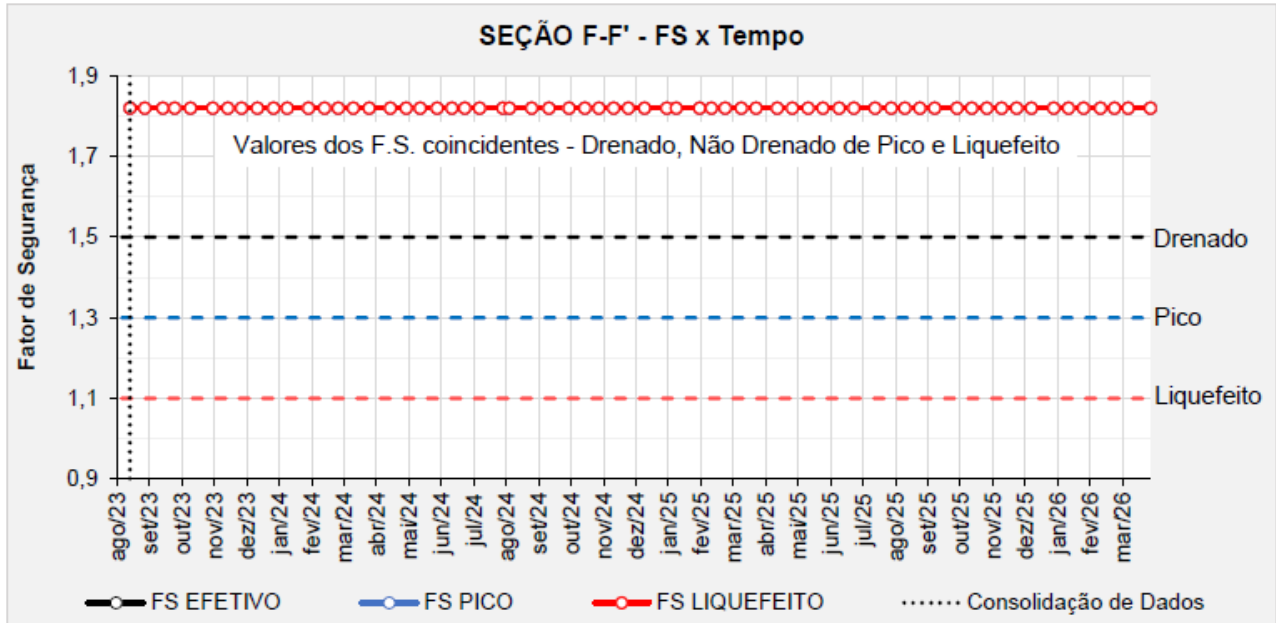 SEÇÃO F-F' - FS x Tempo
Fator de Segurança
1,9
1,7
1,5
1,3
1,1
0,9
Valores dos F.S. coincidentes - Drenado, Não Drenado de Pico e Liquefeito
Drenado
Pico
Liquefeito
ago/23
set/23
out/23
nov/23
dez/23
jan/24
fev/24
mar/24
abr/24
mai/24
jun/24
jul/24
ago/24
set/24
out/24
nov/24
dez/24
jan/25
fev/25
mar/25
abr/25
mai/25
jun/25
jul/25
ago/25
set/25
out/25
nov/25
dez/25
jan/26
fev/26
mar/26
FS EFETIVO
FS PICO
FS LIQUEFEITO
Consolidação de Dados